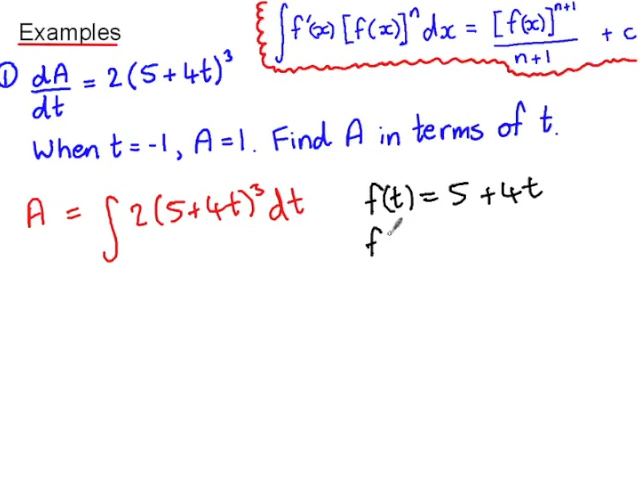 Examples
∫f'(x) [f(x)]ⁿ dx = [f(x)]ⁿ⁺¹ / n+1 + c
① dA/dt = 2(5+4t)³
When t = -1, A = 1. Find A in terms of t.
A = ∫ 2(5+4t)³ dt
f(t) = 5 + 4t
f